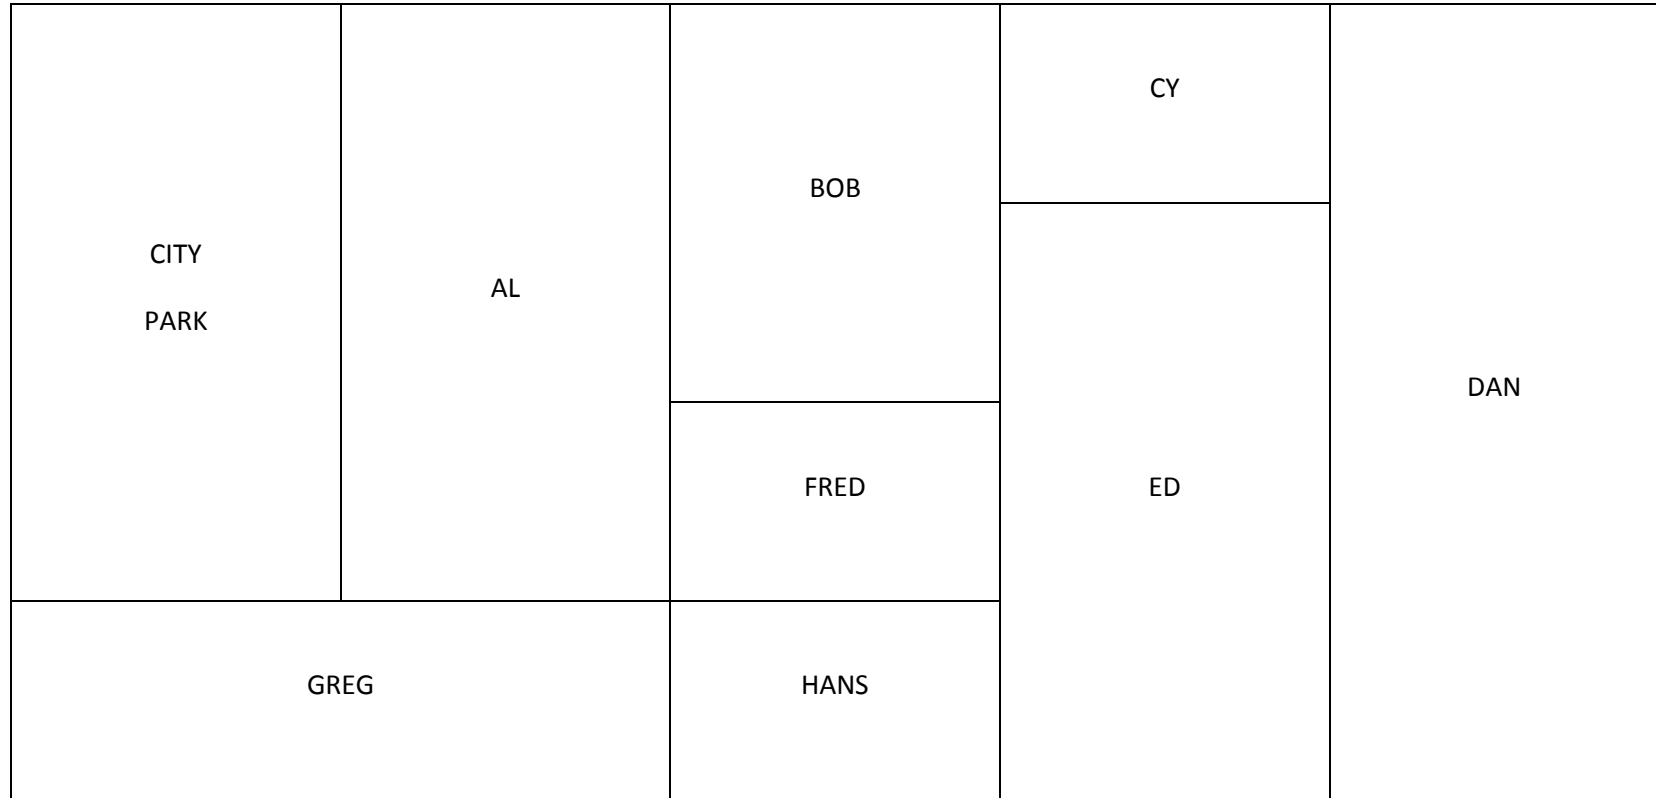 CY
BOB
CITY
PARK
AL
DAN
FRED
ED
GREG
HANS